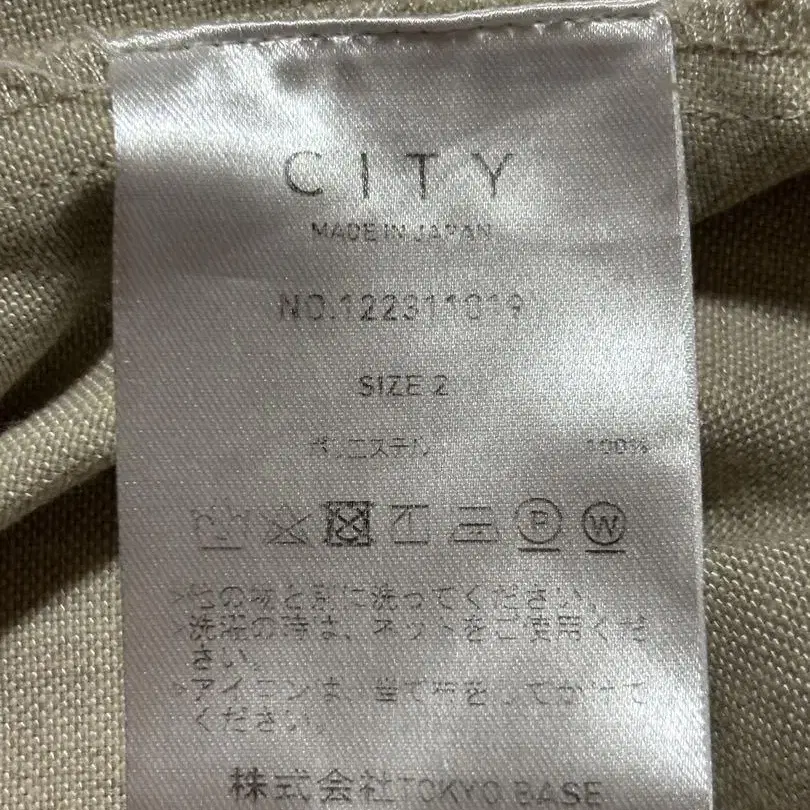 CITY
MADE IN JAPAN
NO.122311019
SIZE 2
ポリエステル 100%
P W
※他の物と別に洗ってください。
※洗濯の時は、ネットをご使用くだ
さい。
※アイロンは、当て布をしてかけて
ください。
株式会社TOKYO BASE